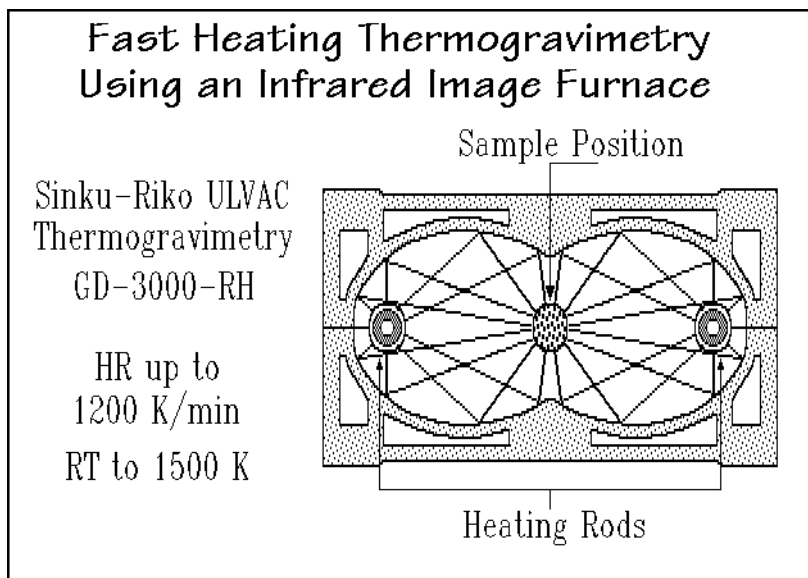 Fast Heating Thermogravimetry
Using an Infrared Image Furnace
Sample Position
Sinku-Riko ULVAC
Thermogravimetry
GD-3000-RH
HR up to
1200 K/min
RT to 1500 K
Heating Rods